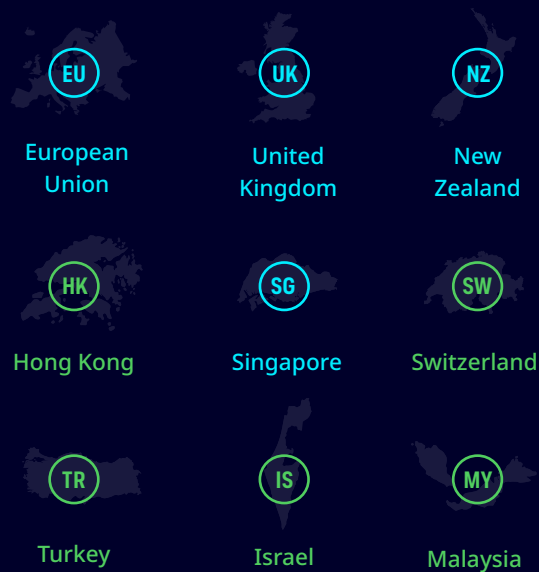 EU
UK
NZ
European
Union
United
Kingdom
New
Zealand
HK
SG
SW
Hong Kong
Singapore
Switzerland
TR
IS
MY
Turkey
Israel
Malaysia